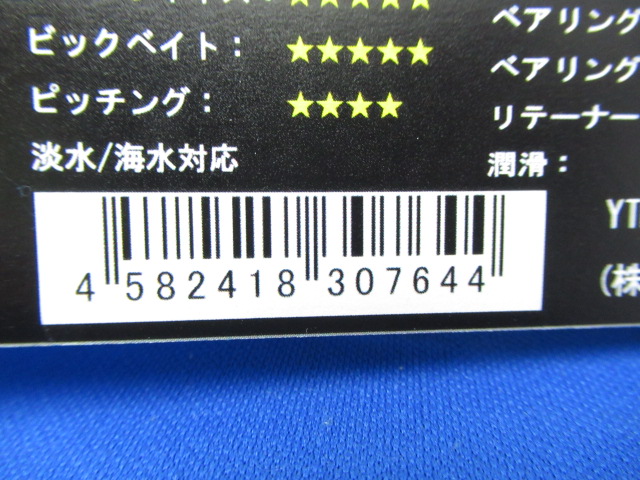 ビックベイト： ★★★★★
ピッチング： ★★★★
淡水/海水対応
ベアリング
ベアリング
リテーナー
潤滑：
YT
(株
4 582418 307644